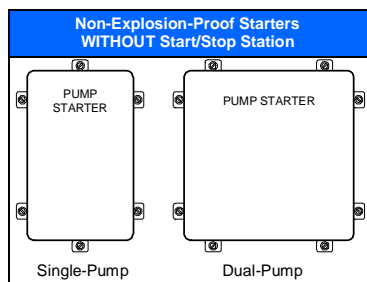 Non-Explosion-Proof Starters
WITHOUT Start/Stop Station
PUMP
STARTER
PUMP STARTER
Single-Pump
Dual-Pump